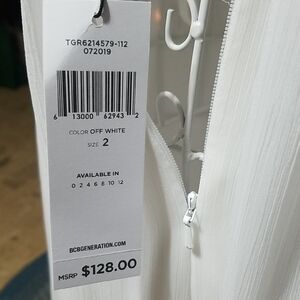 TGR6214579-112
072019
6 13000 62943 2
COLOR OFF WHITE
SIZE 2
AVAILABLE IN
0 2 4 6 8 10 12
BCBGENERATION.COM
MSRP $128.00